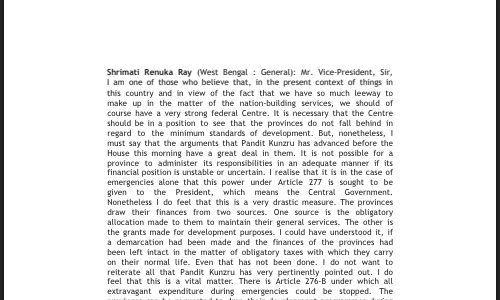 Shrimati Renuka Ray (West Bengal : General): Mr. Vice-President, Sir,
I am one of those who believe that, in the present context of things in
this country and in view of the fact that we have so much leeway to
make up in the matter of the nation-building services, we should of
course have a very strong federal Centre. It is necessary that the Centre
should be in a position to see that the provinces do not fall behind in
regard to the minimum standards of development. But, nonetheless, I
must say that the arguments that Pandit Kunzru has advanced before the
House this morning have a great deal in them. It is not possible for a
province to administer its responsibilities in an adequate manner if its
financial position is unstable or uncertain. I realise that it is in the case of
emergencies alone that this power under Article 277 is sought to be
given to the President, which means the Central Government.
Nonetheless I do feel that this is a very drastic measure. The provinces
draw their finances from two sources. One source is the obligatory
allocation made to them to maintain their general services. The other is
the grants made for development purposes. I could have understood it, if
a demarcation had been made and the finances of the provinces had
been left intact in the matter of obligatory taxes with which they carry
on their normal life. Even that has not been done. I do not want to
reiterate all that Pandit Kunzru has very pertinently pointed out. I do
feel that this is a vital matter. There is Article 276-B under which all
extravagant expenditure during emergencies could be stopped. The